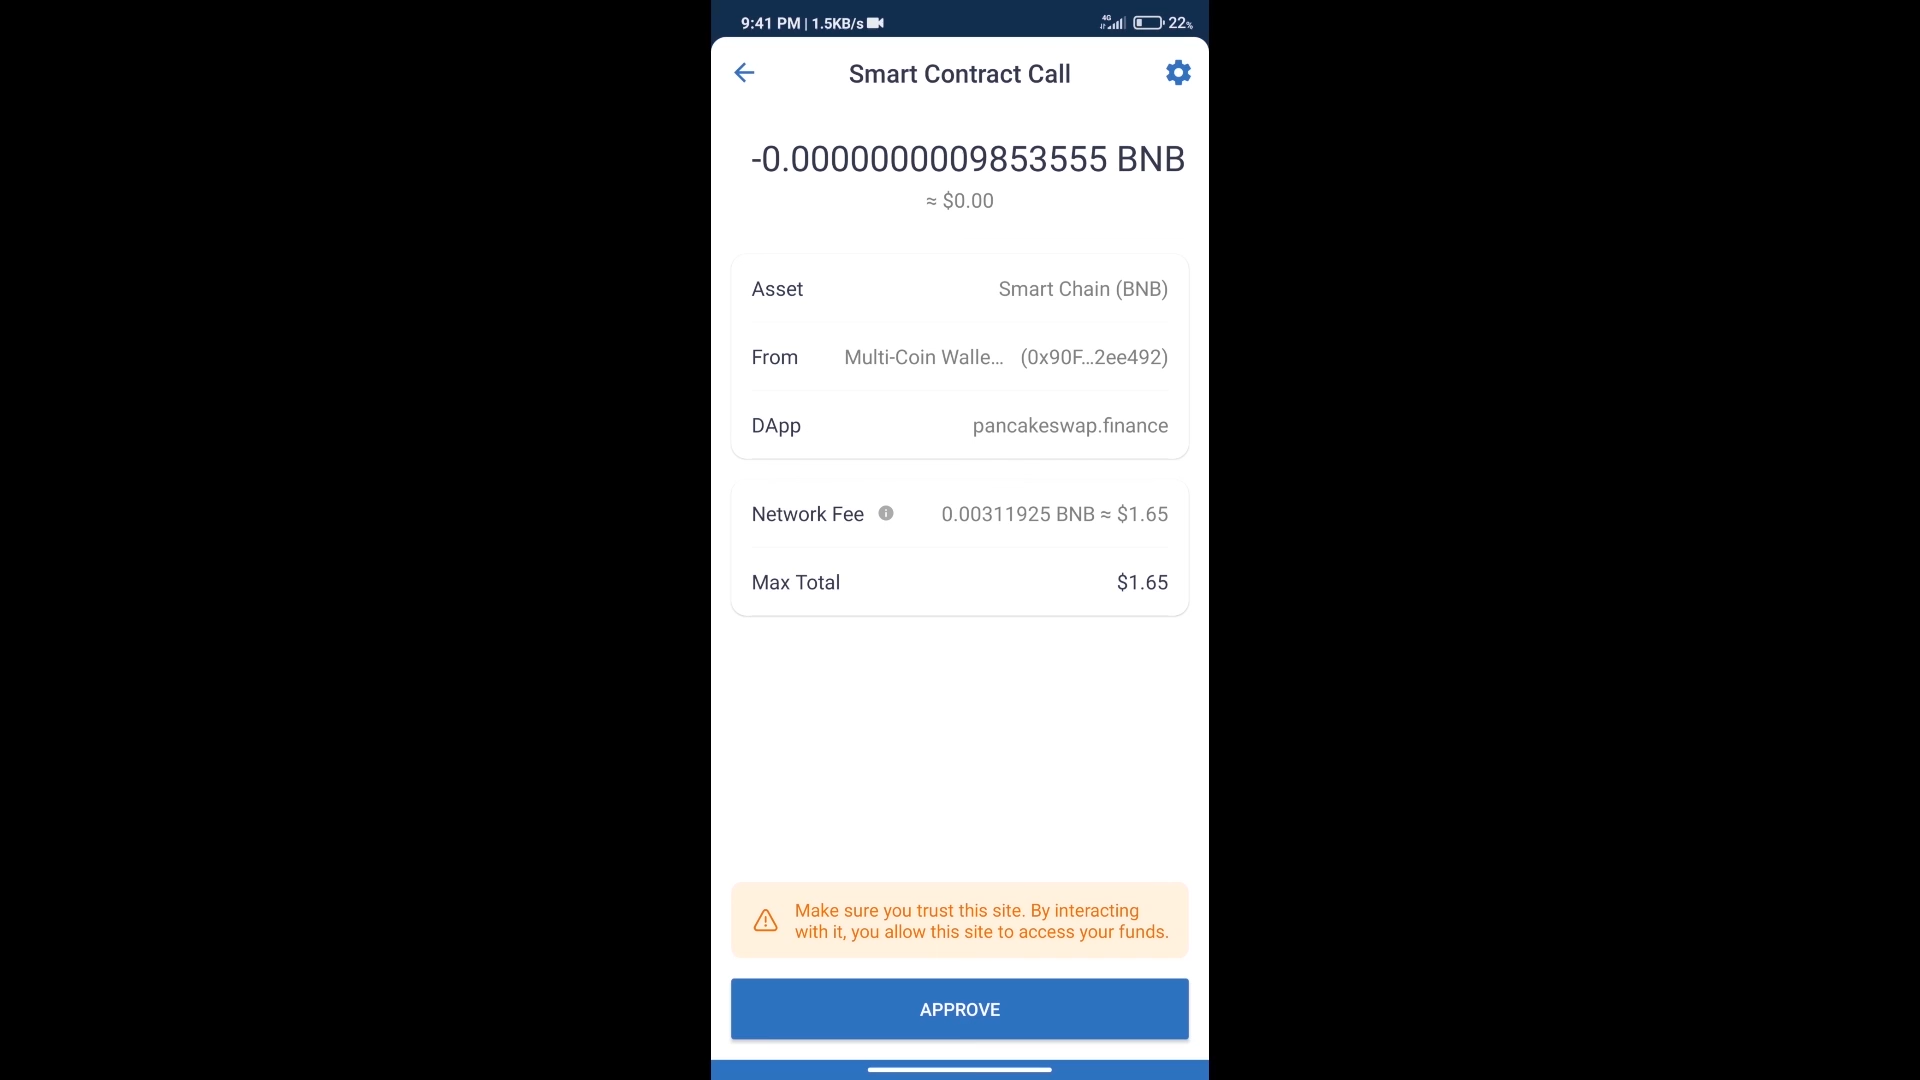 9:41 PM | 1.5KB/s 4G 22%
Smart Contract Call
-0.0000000009853555 BNB
≈ $0.00
Asset Smart Chain (BNB)
From Multi-Coin Walle... (0x90F...2ee492)
DApp pancakeswap.finance
Network Fee 0.00311925 BNB ≈ $1.65
Max Total $1.65
Make sure you trust this site. By interacting
with it, you allow this site to access your funds.
APPROVE